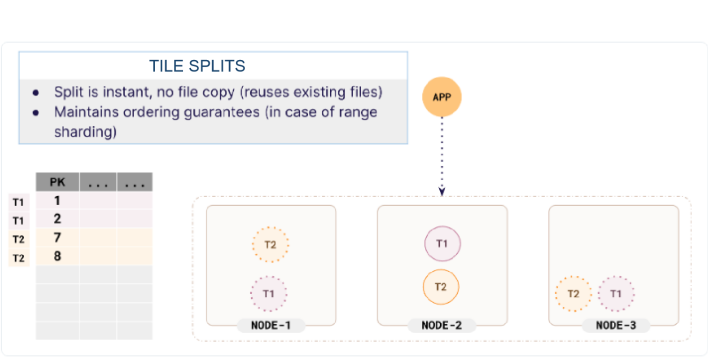 TILE SPLITS
● Split is instant, no file copy (reuses existing files)
● Maintains ordering guarantees (in case of range
sharding)
APP
PK ... ...
T1 1
T1 2
T2 7
T2 8
T2
T1
NODE-1
T1
T2
NODE-2
T2 T1
NODE-3